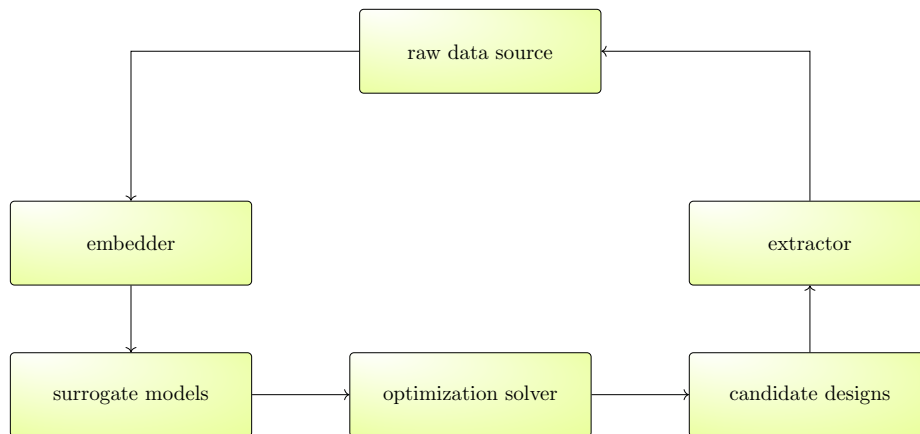 raw data source
embedder
extractor
surrogate models
optimization solver
candidate designs